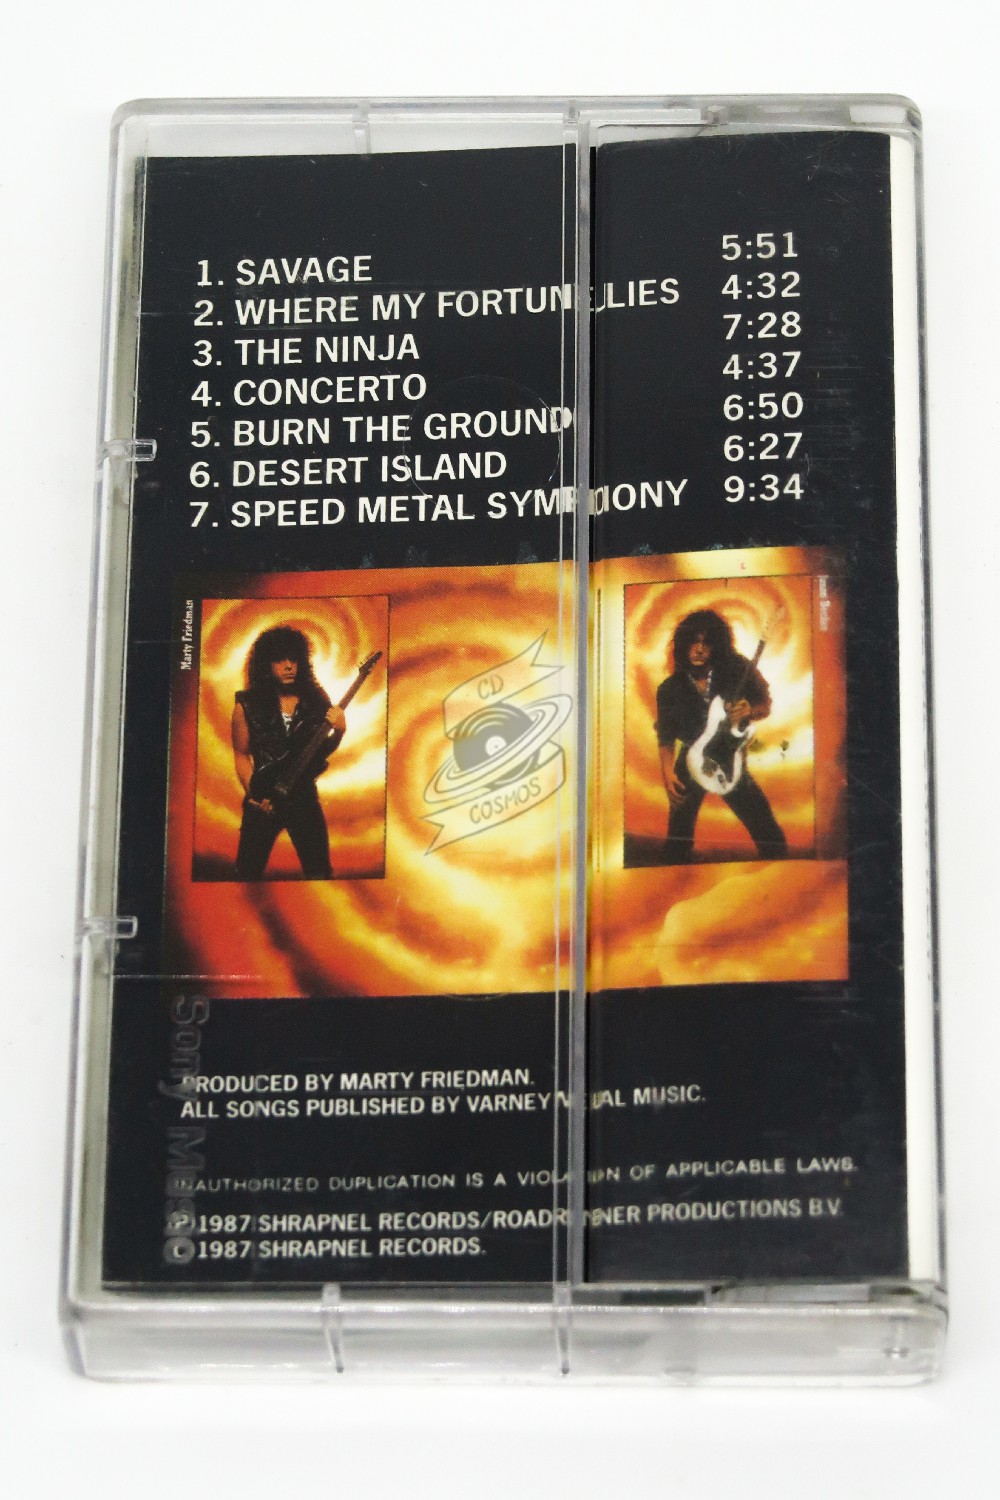 1. SAVAGE 5:51
2. WHERE MY FORTUNE LIES 4:32
3. THE NINJA 7:28
4. CONCERTO 4:37
5. BURN THE GROUND 6:50
6. DESERT ISLAND 6:27
7. SPEED METAL SYMPHONY 9:34
Marty Friedman
CD
COSMOS
PRODUCED BY MARTY FRIEDMAN.
ALL SONGS PUBLISHED BY VARNEY METAL MUSIC.
UNAUTHORIZED DUPLICATION IS A VIOLATION OF APPLICABLE LAWS.
℗ 1987 SHRAPNEL RECORDS/ROADRUNNER PRODUCTIONS B.V.
© 1987 SHRAPNEL RECORDS.
Sony